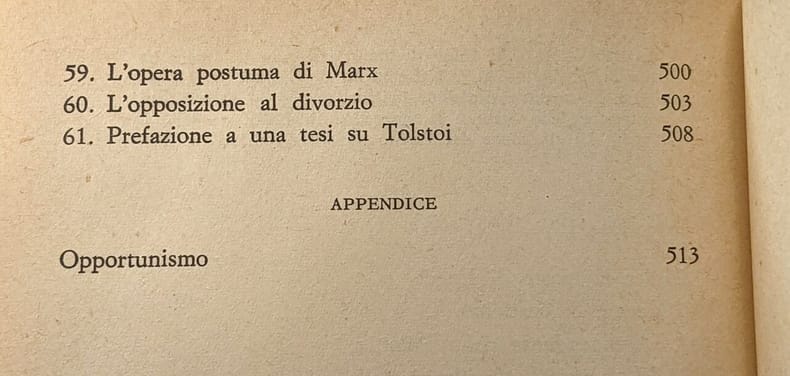 59. L'opera postuma di Marx 500
60. L'opposizione al divorzio 503
61. Prefazione a una tesi su Tolstoi 508
APPENDICE
Opportunismo 513